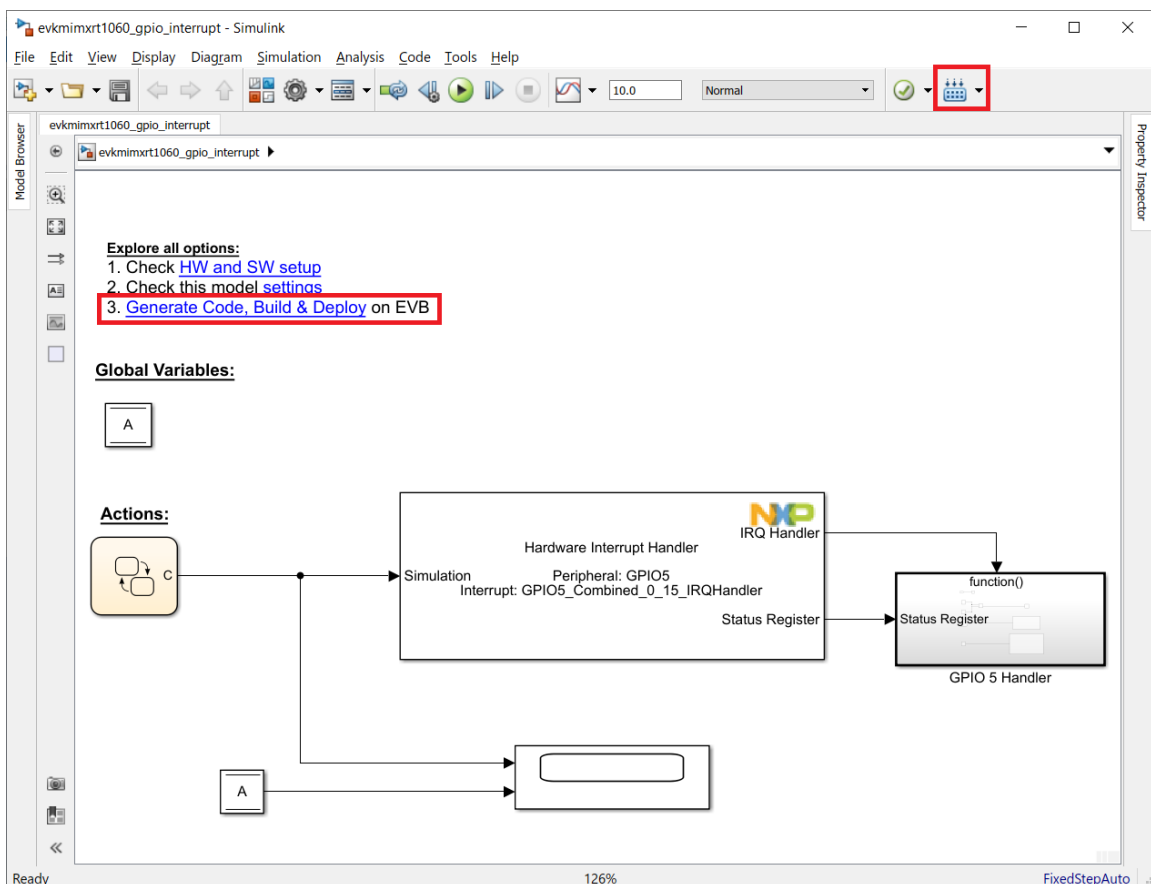 evkmimxrt1060_gpio_interrupt - Simulink
File Edit View Display Diagram Simulation Analysis Code Tools Help
10.0
Normal
evkmimxrt1060_gpio_interrupt
evkmimxrt1060_gpio_interrupt
Model Browser
Property Inspector
Explore all options:
1. Check HW and SW setup
2. Check this model settings
3. Generate Code, Build & Deploy on EVB
Global Variables:
A
Actions:
C
NXP
IRQ Handler
Hardware Interrupt Handler
Simulation
Peripheral: GPIO5
Interrupt: GPIO5_Combined_0_15_IRQHandler
Status Register
function()
Status Register
GPIO 5 Handler
A
Ready
126%
FixedStepAuto